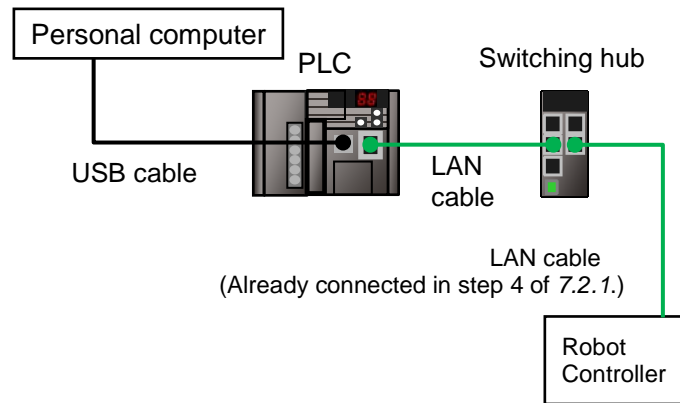 Personal computer
PLC
Switching hub
88
USB cable
LAN
cable
LAN cable
(Already connected in step 4 of 7.2.1.)
Robot
Controller